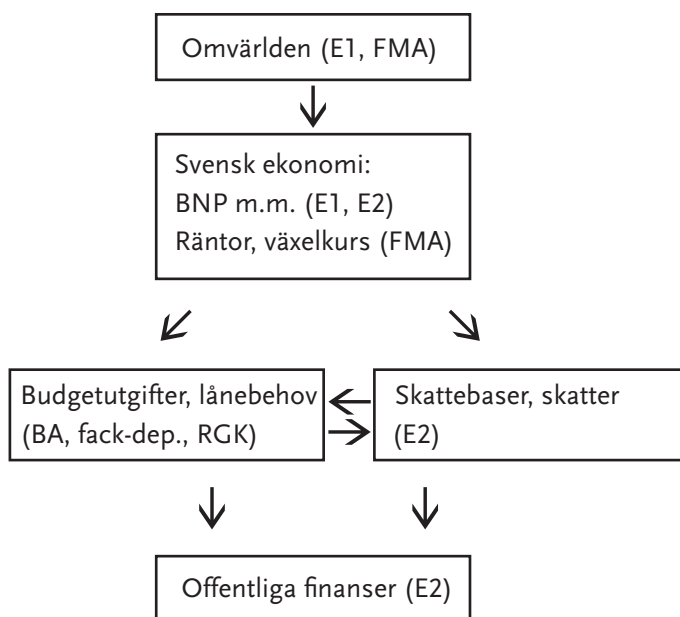 Omvärlden (E1, FMA)
Svensk ekonomi:
BNP m.m. (E1, E2)
Räntor, växelkurs (FMA)
Budgetutgifter, lånebehov
(BA, fack-dep., RGK)
Skattebaser, skatter
(E2)
Offentliga finanser (E2)